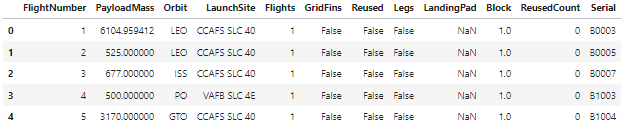 FlightNumber PayloadMass Orbit LaunchSite Flights GridFins Reused Legs LandingPad Block ReusedCount Serial
0 1 6104.959412 LEO CCAFS SLC 40 1 False False False NaN 1.0 0 B0003
1 2 525.000000 LEO CCAFS SLC 40 1 False False False NaN 1.0 0 B0005
2 3 677.000000 ISS CCAFS SLC 40 1 False False False NaN 1.0 0 B0007
3 4 500.000000 PO VAFB SLC 4E 1 False False False NaN 1.0 0 B1003
4 5 3170.000000 GTO CCAFS SLC 40 1 False False False NaN 1.0 0 B1004